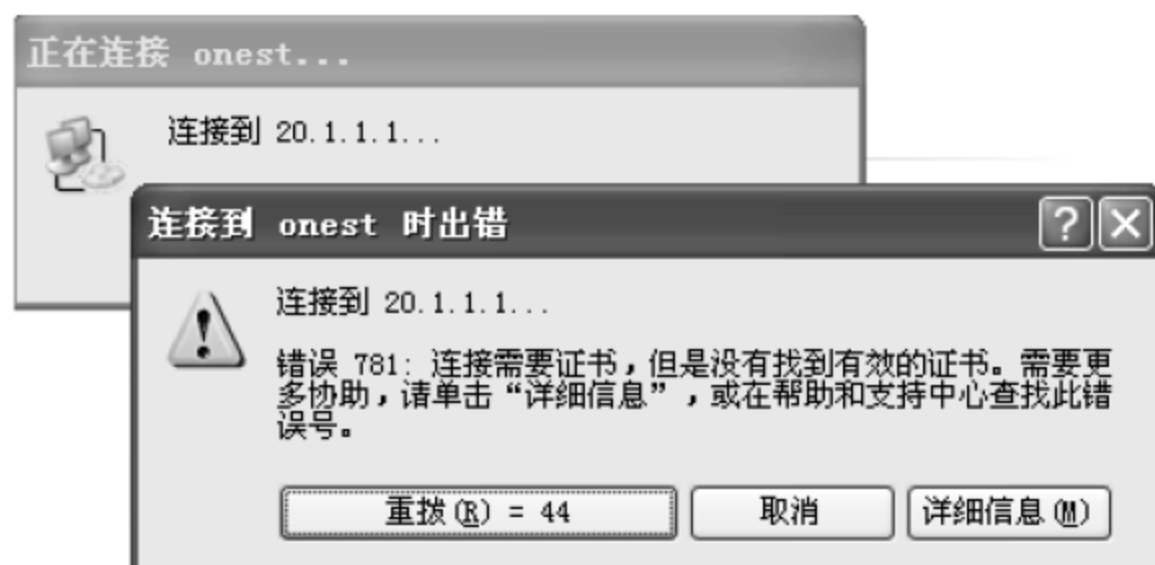 正在连接 onest...
连接到 20.1.1.1...
连接到 onest 时出错
连接到 20.1.1.1...
错误 781: 连接需要证书，但是没有找到有效的证书。需要更
多协助，请单击“详细信息”，或在帮助和支持中心查找此错
误号。
重拨(R) = 44 取消 详细信息(M)